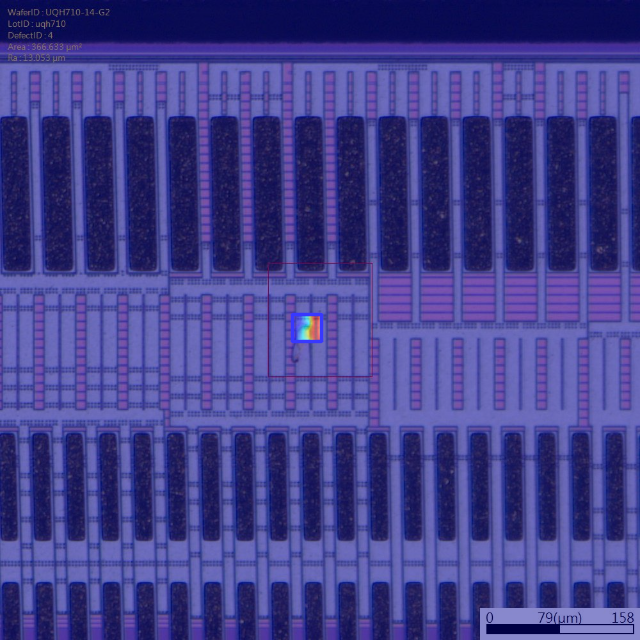 WaferID : UQH710-14-G2
LotID : uqh710
DefectID : 4
Area: 366.633 µm²
Ra: 13.053 µm
0 79(um) 158